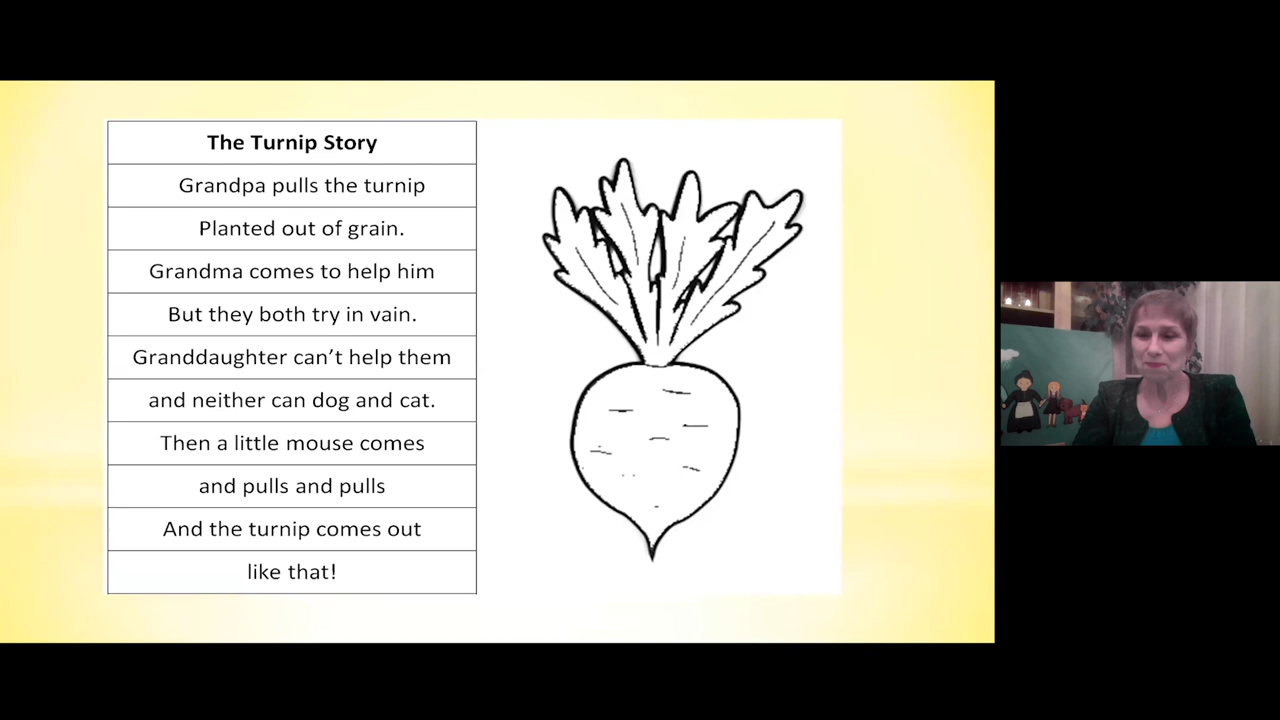 The Turnip Story
Grandpa pulls the turnip
Planted out of grain.
Grandma comes to help him
But they both try in vain.
Granddaughter can’t help them
and neither can dog and cat.
Then a little mouse comes
and pulls and pulls
And the turnip comes out
like that!